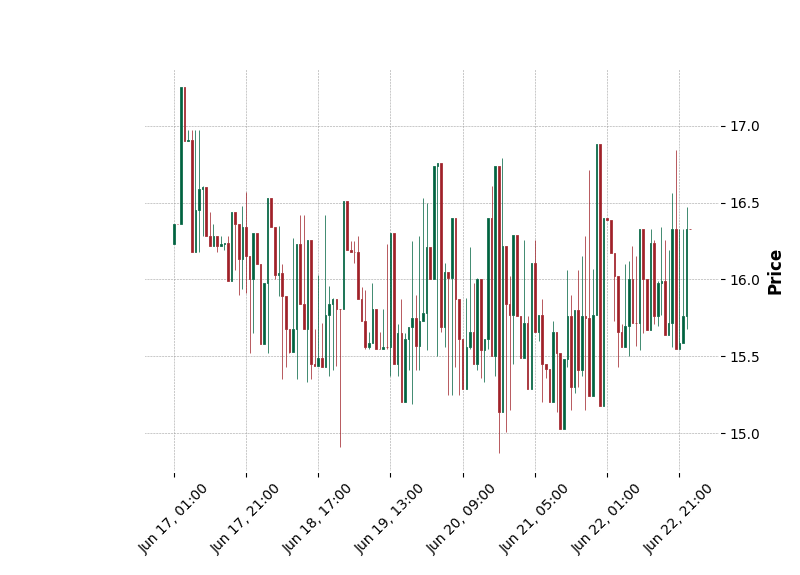 17.0
16.5
16.0
15.5
15.0
Price
Jun 17, 01:00
Jun 17, 21:00
Jun 18, 17:00
Jun 19, 13:00
Jun 20, 09:00
Jun 21, 05:00
Jun 22, 01:00
Jun 22, 21:00